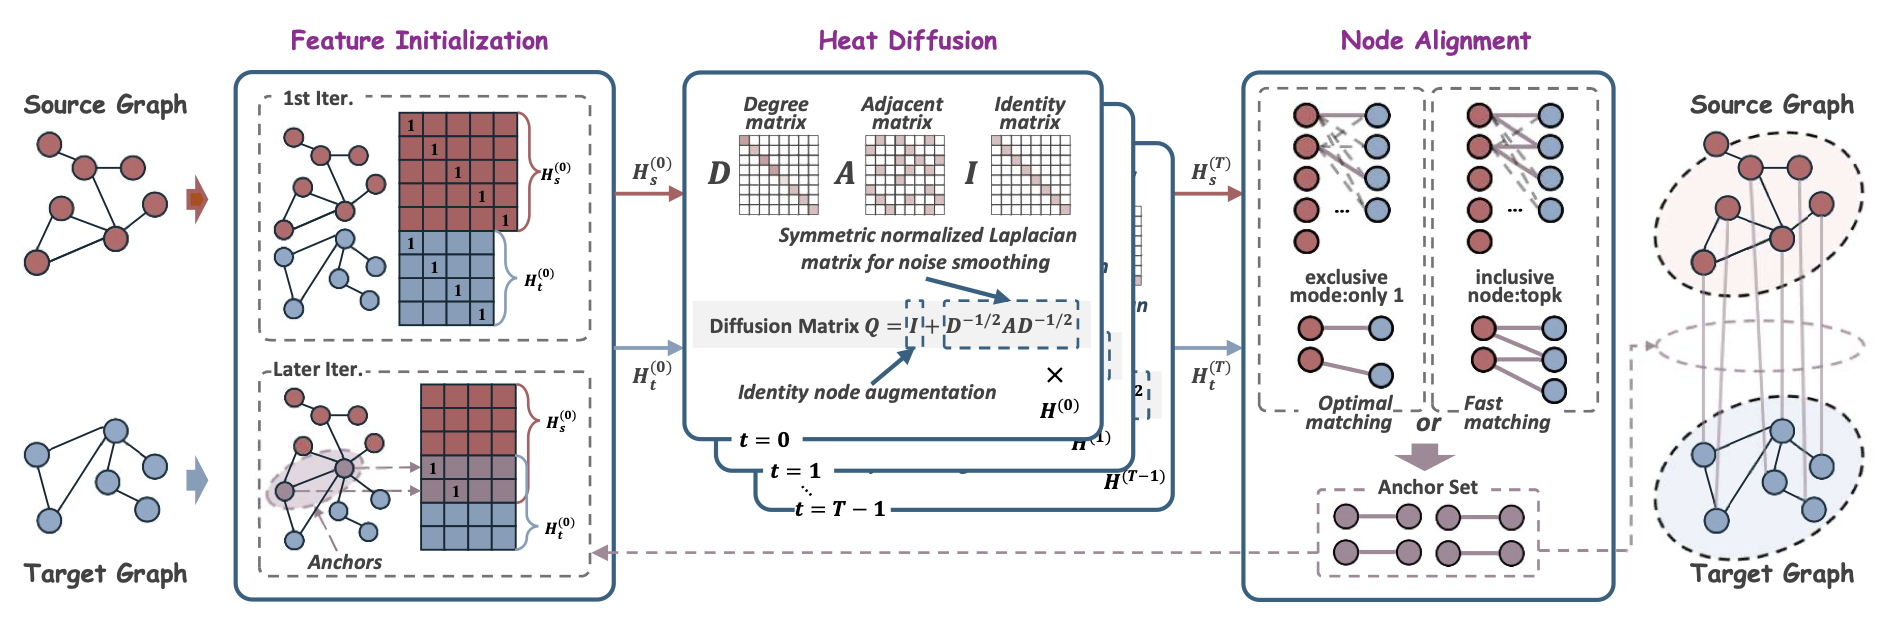 Feature Initialization
Heat Diffusion
Node Alignment
Source Graph
Target Graph
1st Iter.
1
1
1
1
1
H_s^{(0)}
1
1
1
1
H_t^{(0)}
Later Iter.
1
1
H_s^{(0)}
H_t^{(0)}
Anchors
H_s^{(0)}
H_t^{(0)}
Degree matrix
Adjacent matrix
Identity matrix
D
A
I
Symmetric normalized Laplacian
matrix for noise smoothing
Diffusion Matrix Q = I + D^{-1/2}AD^{-1/2}
Identity node augmentation
×
H^{(0)}
t = 0
H^{(1)}
t = 1
H^{(T-1)}
⋱
t = T − 1
2
n
H_s^{(T)}
H_t^{(T)}
...
exclusive
mode:only 1
Optimal
matching
or
...
inclusive
node:topk
Fast
matching
Anchor Set
Source Graph
Target Graph